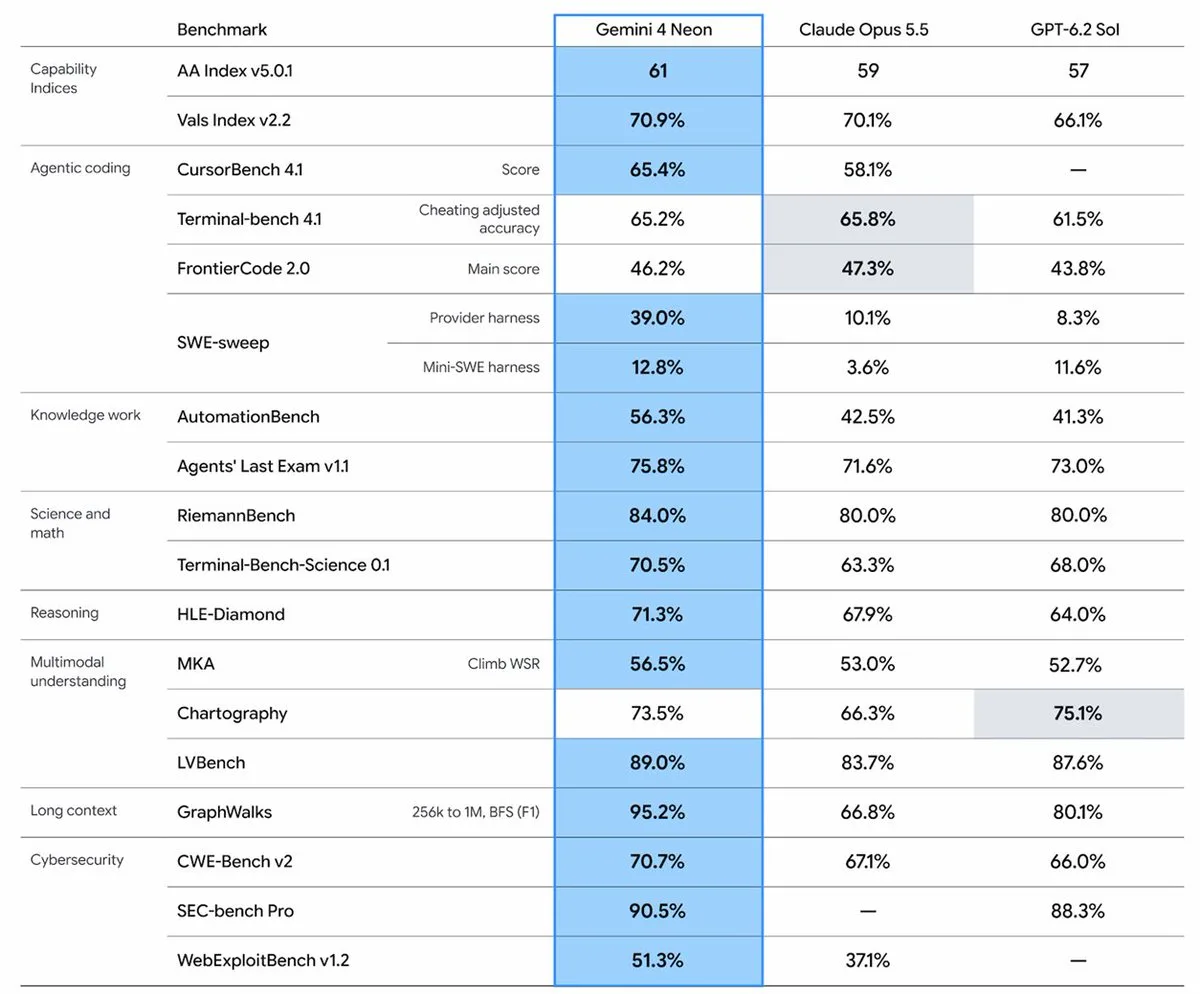 Benchmark Gemini 4 Neon Claude Opus 5.5 GPT-6.2 Sol
Capability
Indices
AA Index v5.0.1 61 59 57
Vals Index v2.2 70.9% 70.1% 66.1%
Agentic coding CursorBench 4.1 Score 65.4% 58.1% —
Terminal-bench 4.1 Cheating adjusted
accuracy
65.2% 65.8% 61.5%
FrontierCode 2.0 Main score 46.2% 47.3% 43.8%
SWE-sweep
Provider harness 39.0% 10.1% 8.3%
Mini-SWE harness 12.8% 3.6% 11.6%
Knowledge work AutomationBench 56.3% 42.5% 41.3%
Agents' Last Exam v1.1 75.8% 71.6% 73.0%
Science and
math
RiemannBench 84.0% 80.0% 80.0%
Terminal-Bench-Science 0.1 70.5% 63.3% 68.0%
Reasoning HLE-Diamond 71.3% 67.9% 64.0%
Multimodal
understanding
MKA Climb WSR 56.5% 53.0% 52.7%
Chartography 73.5% 66.3% 75.1%
LVBench 89.0% 83.7% 87.6%
Long context GraphWalks 256k to 1M, BFS (F1) 95.2% 66.8% 80.1%
Cybersecurity CWE-Bench v2 70.7% 67.1% 66.0%
SEC-bench Pro 90.5% — 88.3%
WebExploitBench v1.2 51.3% 37.1% —